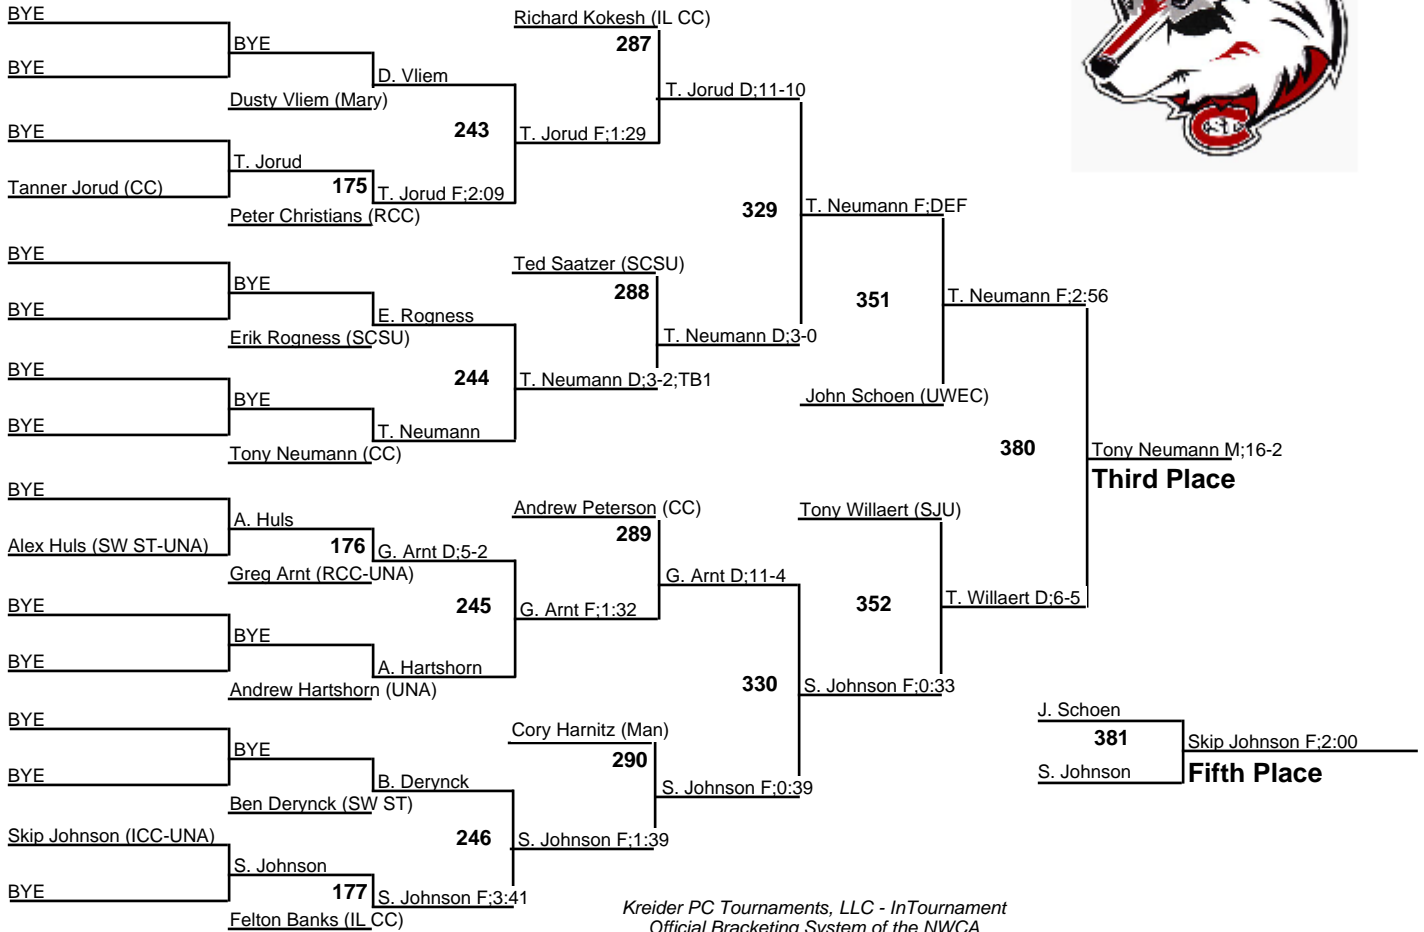 BYE
Richard Kokesh (IL CC)
287
BYE
BYE
D. Vliem
Dusty Vliem (Mary)
T. Jorud D;11-10
243
T. Jorud F;1:29
BYE
T. Jorud
Tanner Jorud (CC)
175
T. Jorud F;2:09
Peter Christians (RCC)
329
T. Neumann F;DEF
BYE
Ted Saatzer (SCSU)
BYE
288
351
T. Neumann F;2:56
BYE
E. Rogness
Erik Rogness (SCSU)
T. Neumann D;3-0
BYE
244
T. Neumann D;3-2;TB1
BYE
John Schoen (UWEC)
BYE
T. Neumann
Tony Neumann (CC)
380
Tony Neumann M;16-2
Third Place
BYE
Andrew Peterson (CC)
Tony Willaert (SJU)
A. Huls
289
Alex Huls (SW ST-UNA)
176
G. Arnt D;5-2
Greg Arnt (RCC-UNA)
G. Arnt D;11-4
BYE
245
G. Arnt F;1:32
352
T. Willaert D;6-5
BYE
BYE
A. Hartshorn
Andrew Hartshorn (UNA)
330
S. Johnson F;0:33
BYE
Cory Harnitz (Man)
J. Schoen
BYE
290
381
Skip Johnson F;2:00
BYE
B. Derynck
S. Johnson F;0:39
S. Johnson
Fifth Place
Ben Derynck (SW ST)
Skip Johnson (ICC-UNA)
246
S. Johnson F;1:39
S. Johnson
BYE
177
S. Johnson F;3:41
Felton Banks (IL CC)
Kreider PC Tournaments, LLC - InTournament
Official Bracketing System of the NWCA